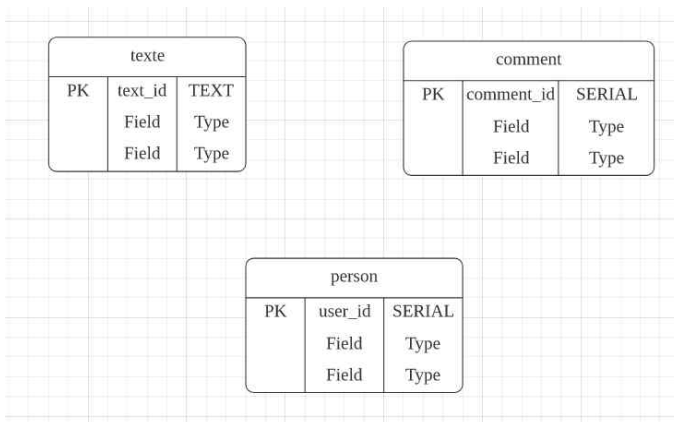 texte
PK text_id TEXT
Field Type
Field Type
comment
PK comment_id SERIAL
Field Type
Field Type
person
PK user_id SERIAL
Field Type
Field Type